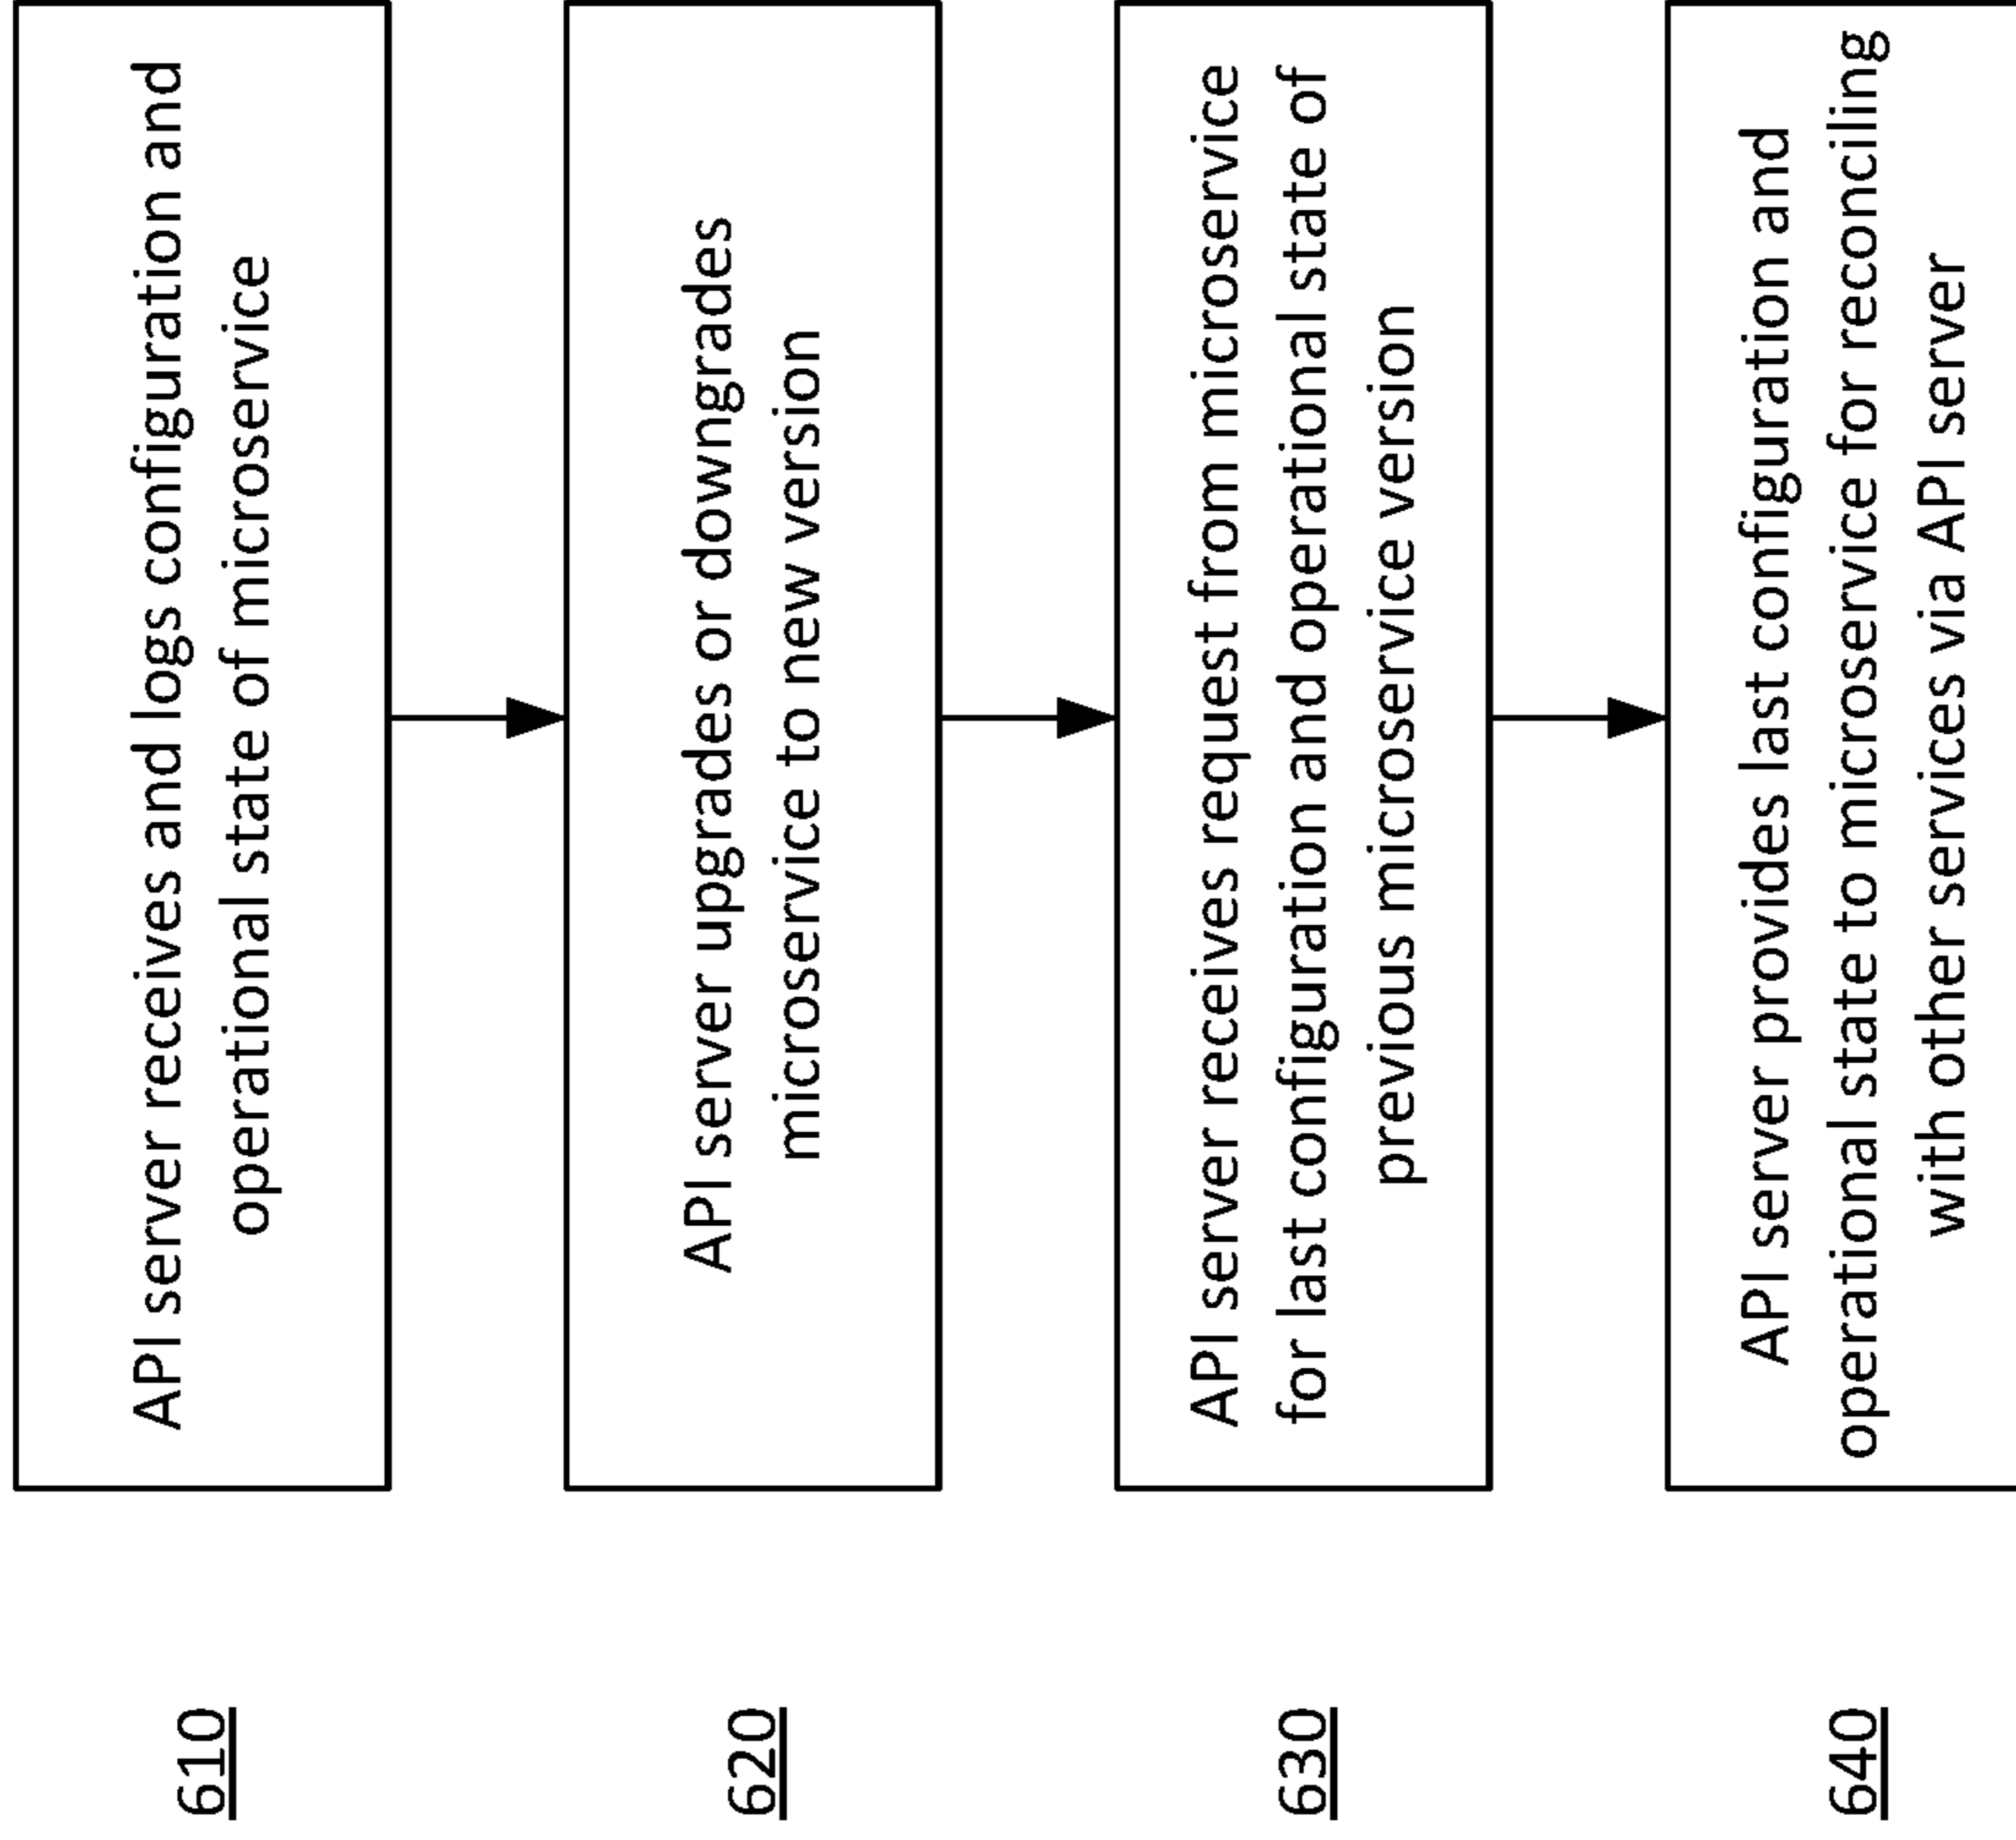 610
API server receives and logs configuration and
operational state of microservice
620
API server upgrades or downgrades
microservice to new version
630
API server receives request from microservice
for last configuration and operational state of
previous microservice version
640
API server provides last configuration and
operational state to microservice for reconciling
with other services via API server